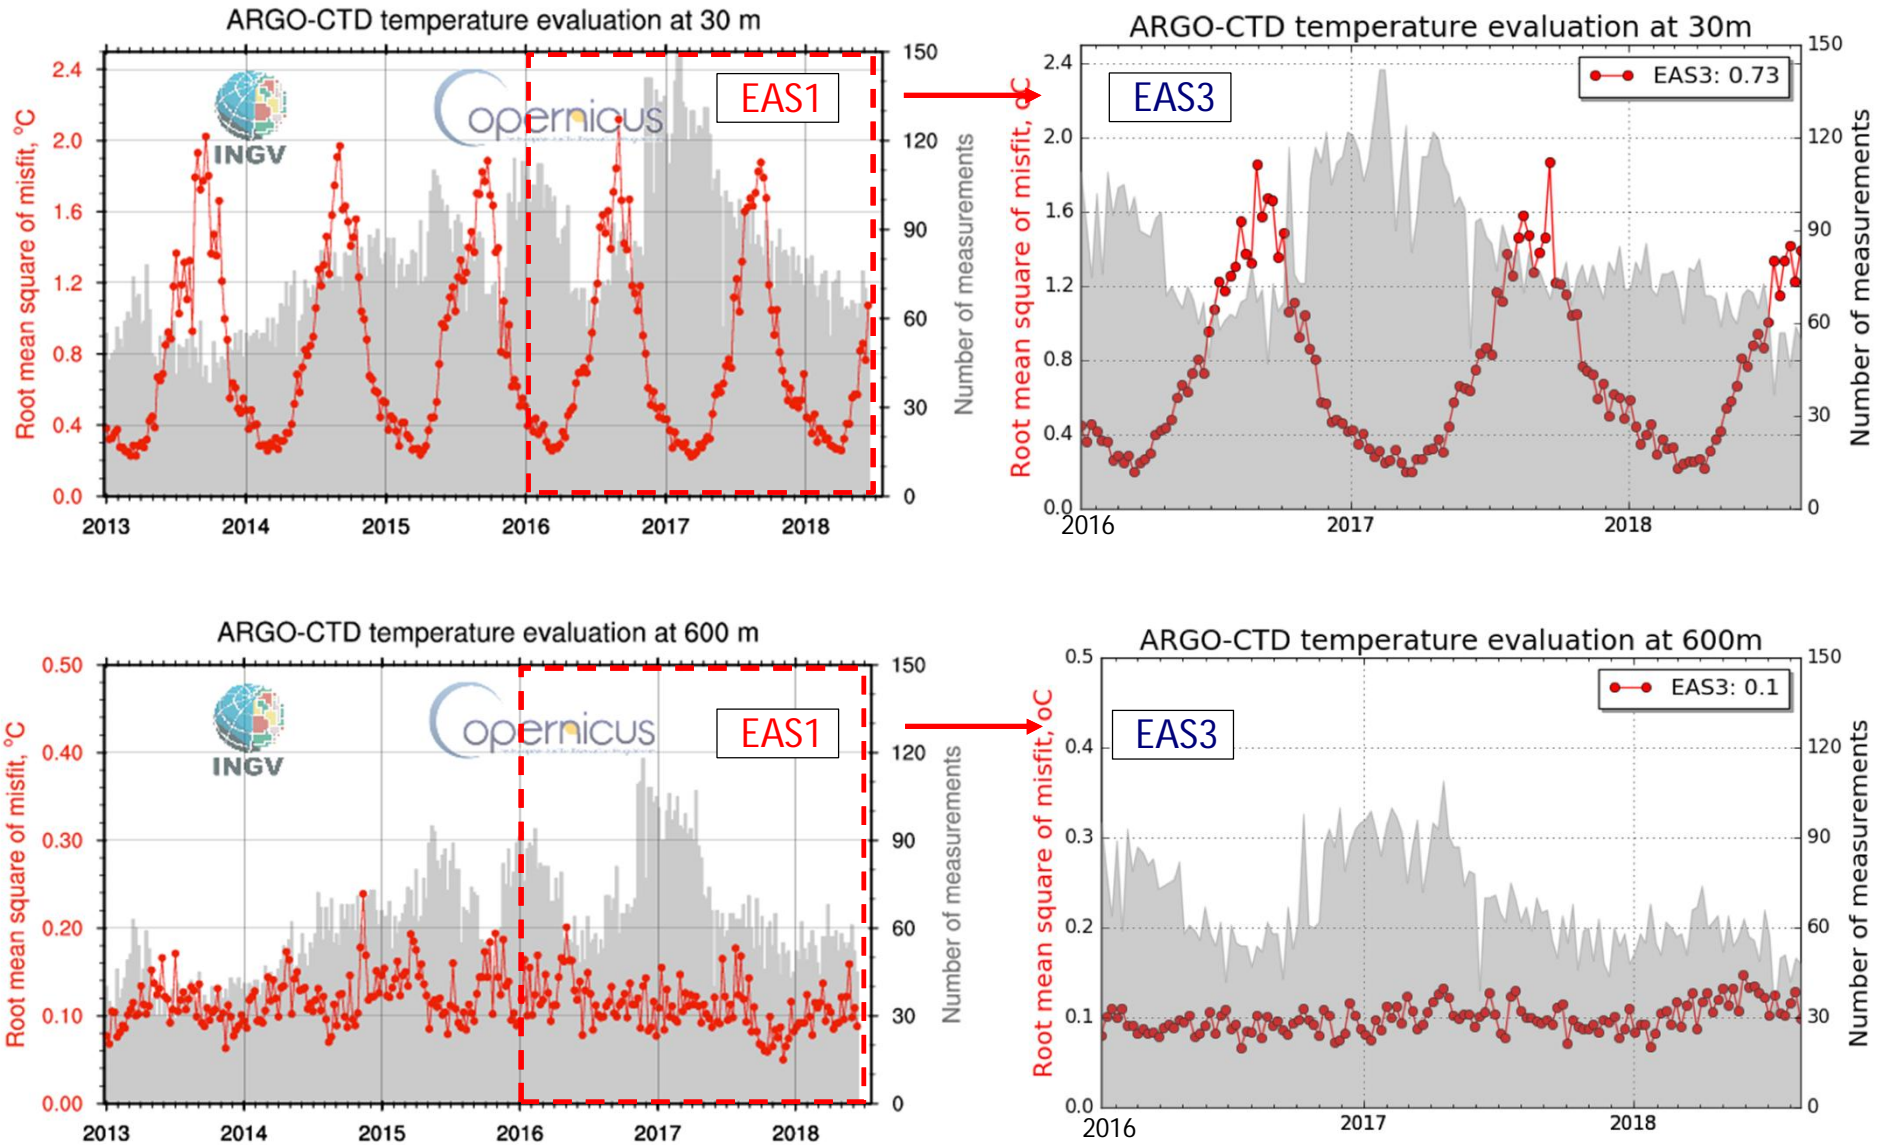 ARGO-CTD temperature evaluation at 30 m
Root mean square of misfit, °C
2.4
2.0
1.6
1.2
0.8
0.4
0.0
INGV
opernicus
EAS1
150
120
90
60
30
0
Number of measurements
2013 2014 2015 2016 2017 2018
ARGO-CTD temperature evaluation at 30m
Root mean square of misfit, oC
2.4
2.0
1.6
1.2
0.8
0.4
0.0
EAS3
EAS3: 0.73
150
120
90
60
30
0
Number of measurements
2016 2017 2018
ARGO-CTD temperature evaluation at 600 m
Root mean square of misfit, °C
0.50
0.40
0.30
0.20
0.10
0.00
INGV
opernicus
EAS1
150
120
90
60
30
0
Number of measurements
2013 2014 2015 2016 2017 2018
ARGO-CTD temperature evaluation at 600m
Root mean square of misfit, oC
0.5
0.4
0.3
0.2
0.1
0.0
EAS3
EAS3: 0.1
150
120
90
60
30
0
Number of measurements
2016 2017 2018